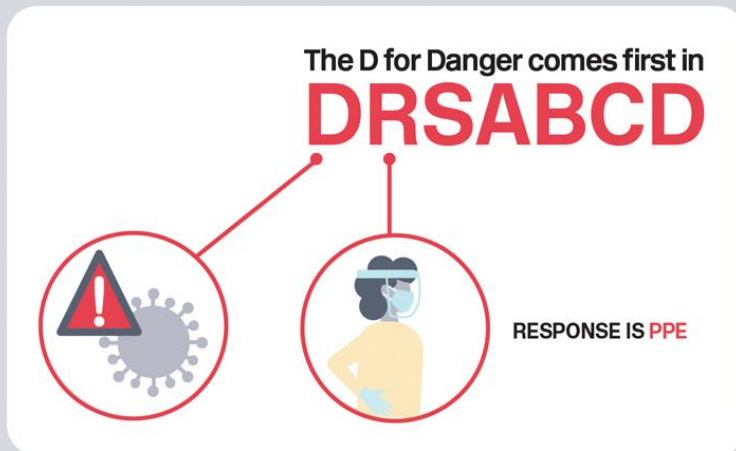 The D for Danger comes first in
DRSABCD
RESPONSE IS PPE